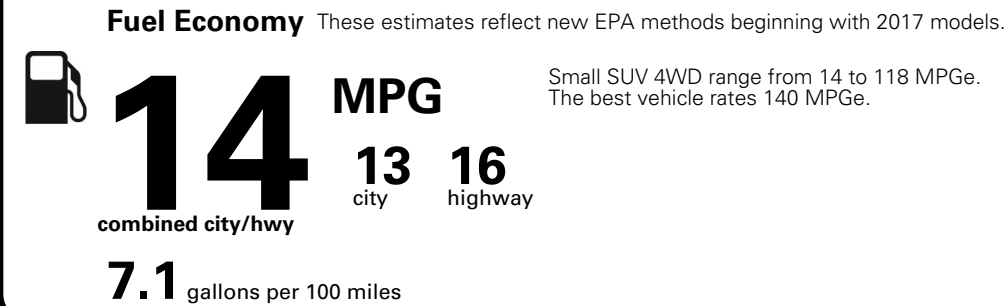 Fuel Economy These estimates reflect new EPA methods beginning with 2017 models.
14 MPG
Small SUV 4WD range from 14 to 118 MPGe.
The best vehicle rates 140 MPGe.
13 16
city highway
combined city/hwy
7.1 gallons per 100 miles